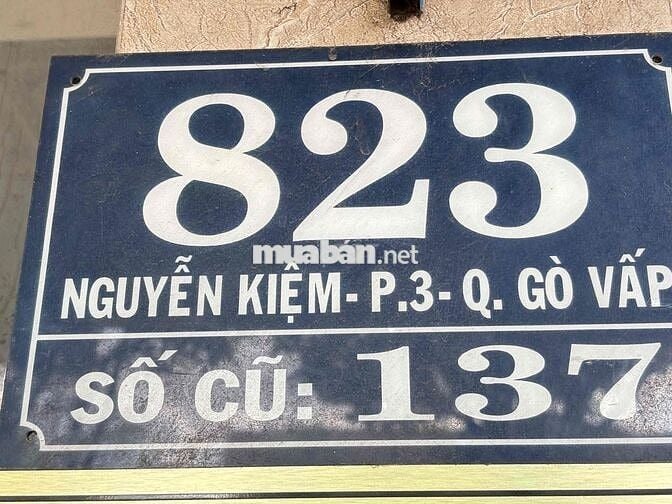 823
muaban.net
NGUYỄN KIỆM - P.3 - Q. GÒ VẤP
SỐ CŨ: 137